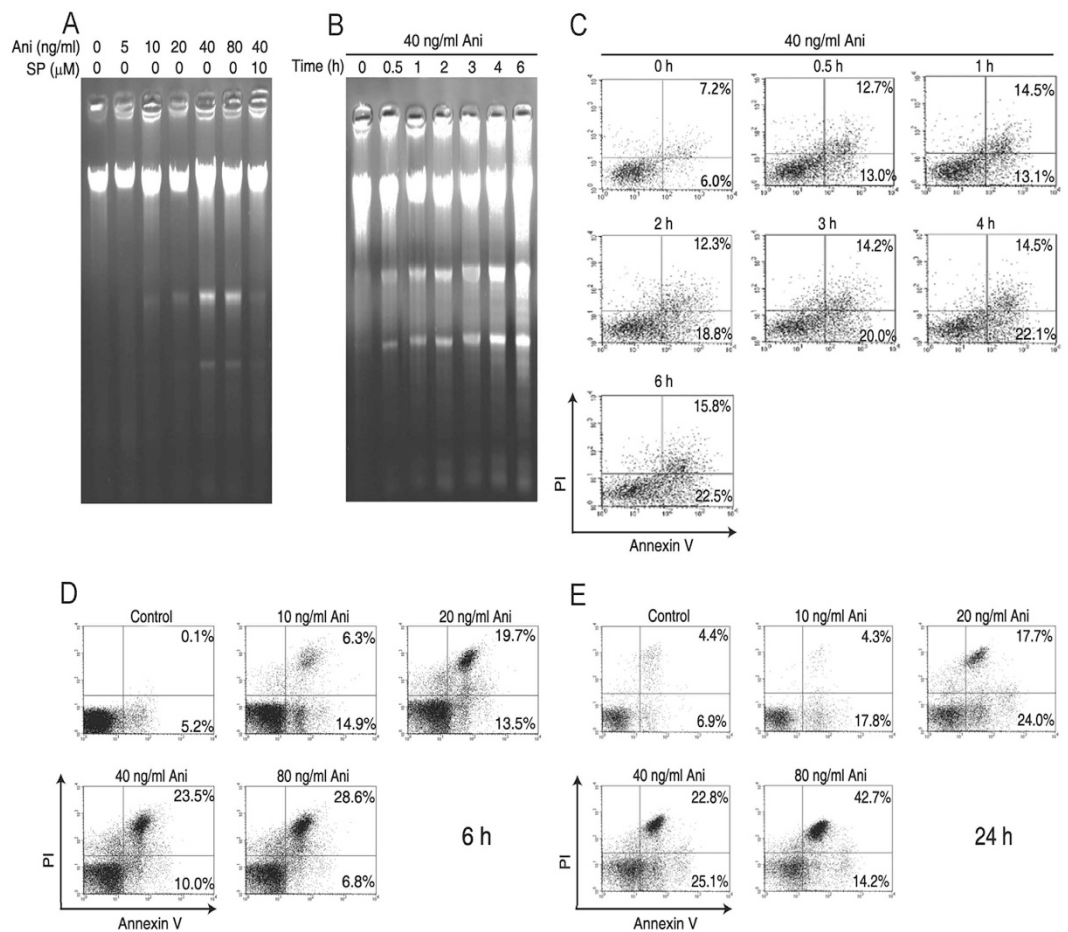 A
Ani (ng/ml) 0 5 10 20 40 80 40
SP (μM) 0 0 0 0 0 0 10
B
40 ng/ml Ani
Time (h) 0 0.5 1 2 3 4 6
C
40 ng/ml Ani
0 h 0.5 h 1 h
7.2% 12.7% 14.5%
6.0% 13.0% 13.1%
2 h 3 h 4 h
12.3% 14.2% 14.5%
18.8% 20.0% 22.1%
6 h
15.8%
22.5%
PI
Annexin V
D
Control 10 ng/ml Ani 20 ng/ml Ani
0.1% 6.3% 19.7%
5.2% 14.9% 13.5%
40 ng/ml Ani 80 ng/ml Ani
23.5% 28.6%
6 h
10.0% 6.8%
PI
Annexin V
E
Control 10 ng/ml Ani 20 ng/ml Ani
4.4% 4.3% 17.7%
6.9% 17.8% 24.0%
40 ng/ml Ani 80 ng/ml Ani
22.8% 42.7%
24 h
25.1% 14.2%
PI
Annexin V